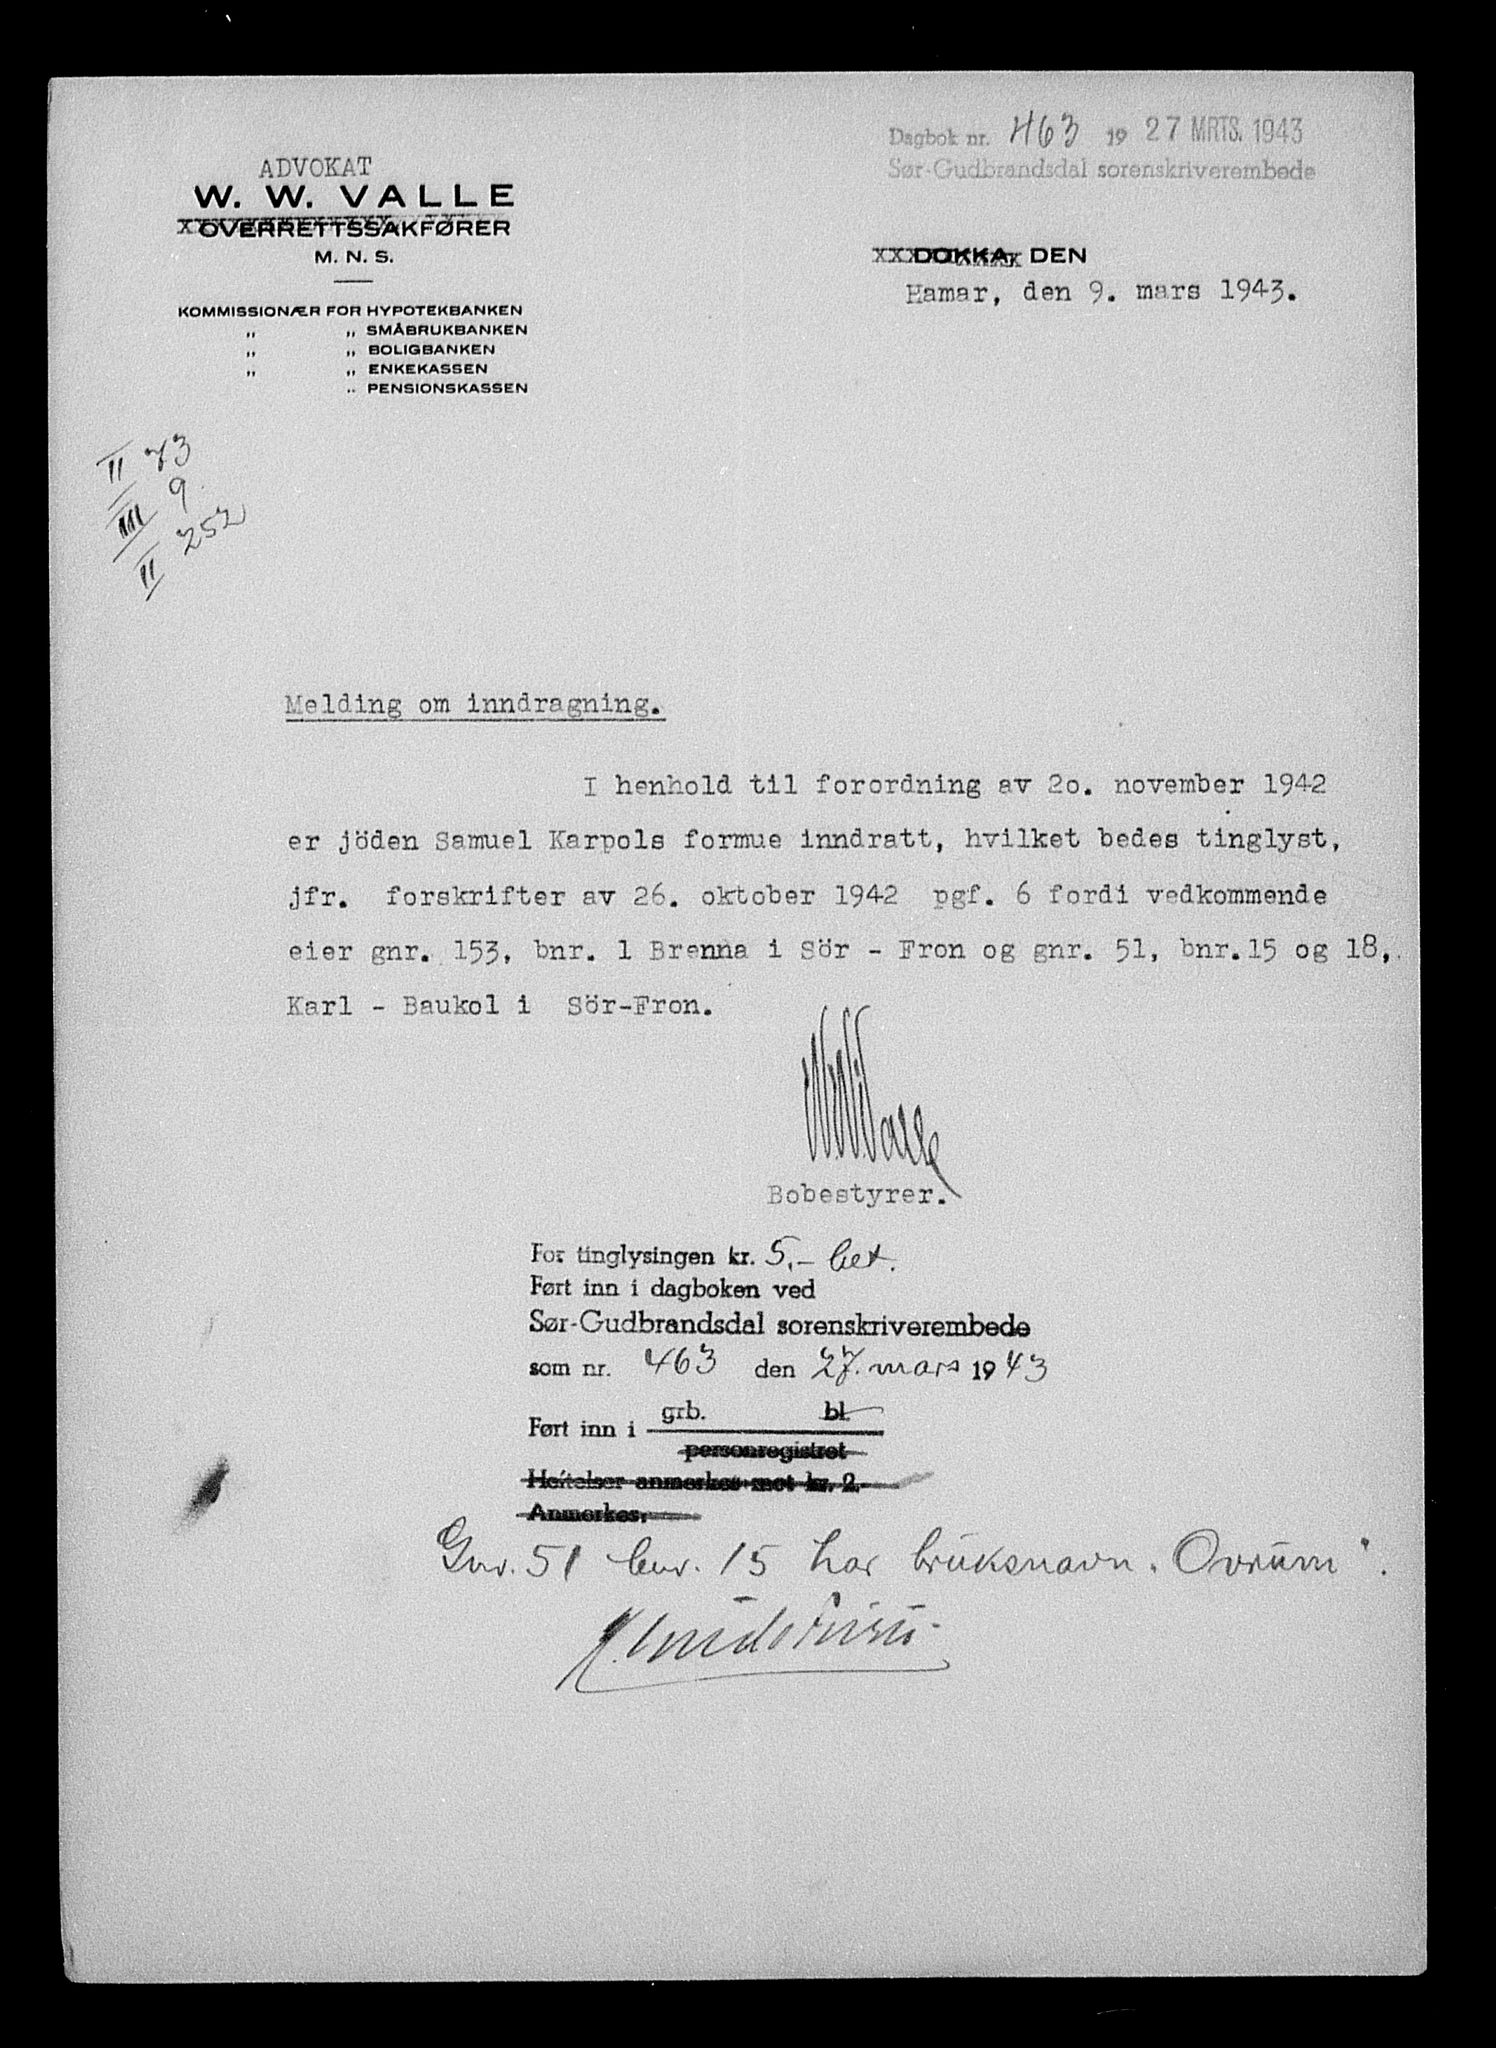 Dagbok nr. 463 19 27 MRTS. 1943
Sør-Gudbrandsdal sorenskriverembede
ADVOKAT
W. W. VALLE
OVERRETTSSAKFØRER
M. N. S.
KOMMISSIONÆR FOR HYPOTEKBANKEN
„ „ SMÅBRUKBANKEN
„ „ BOLIGBANKEN
„ „ ENKEKASSEN
„ PENSIONSKASSEN
DOKKA, DEN
Hamar, den 9. mars 1943.
II 73
III 9
II 252
Melding om inndragning.
I henhold til forordning av 2o. november 1942
er jöden Samuel Karpols formue inndratt, hvilket bedes tinglyst,
jfr. forskrifter av 26. oktober 1942 pgf. 6 fordi vedkommende
eier gnr. 153, bnr. 1 Brenna i Sör - Fron og gnr. 51, bnr.15 og 18,
Karl - Baukol i Sör-Fron.
W. W. Valle
Bobestyrer.
For tinglysingen kr. 5,- bet.
Ført inn i dagboken ved
Sør-Gudbrandsdal sorenskriverembede
som nr. 463 den 27. mars 1943
grb. bl.
Ført inn i
personregistret
Heftelser anmerkes mot kr. 2.-
Anmerkes:
Gnr. 51 bnr. 15 har bruksnavn „Ovrum".